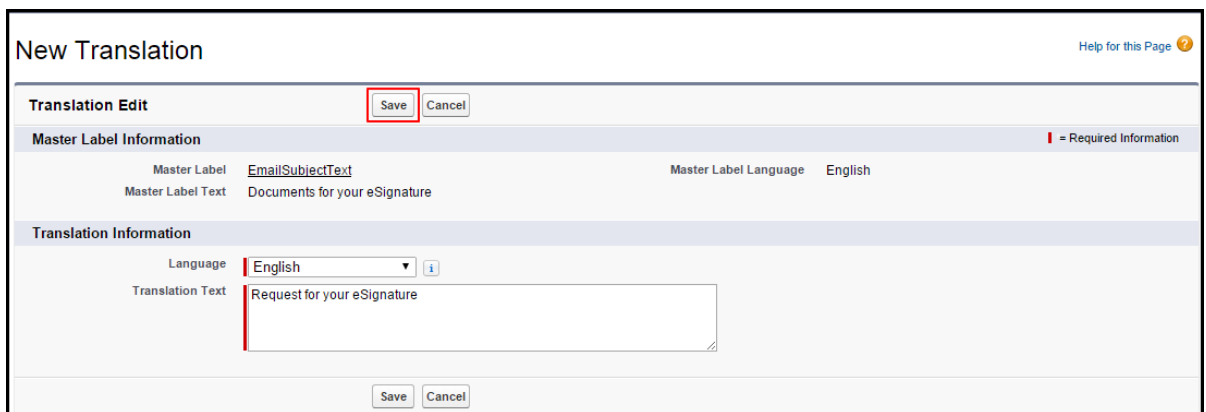 New Translation
Help for this Page
Translation Edit Save Cancel
Master Label Information = Required Information
Master Label EmailSubjectText Master Label Language English
Master Label Text Documents for your eSignature
Translation Information
Language English
Translation Text Request for your eSignature
Save Cancel